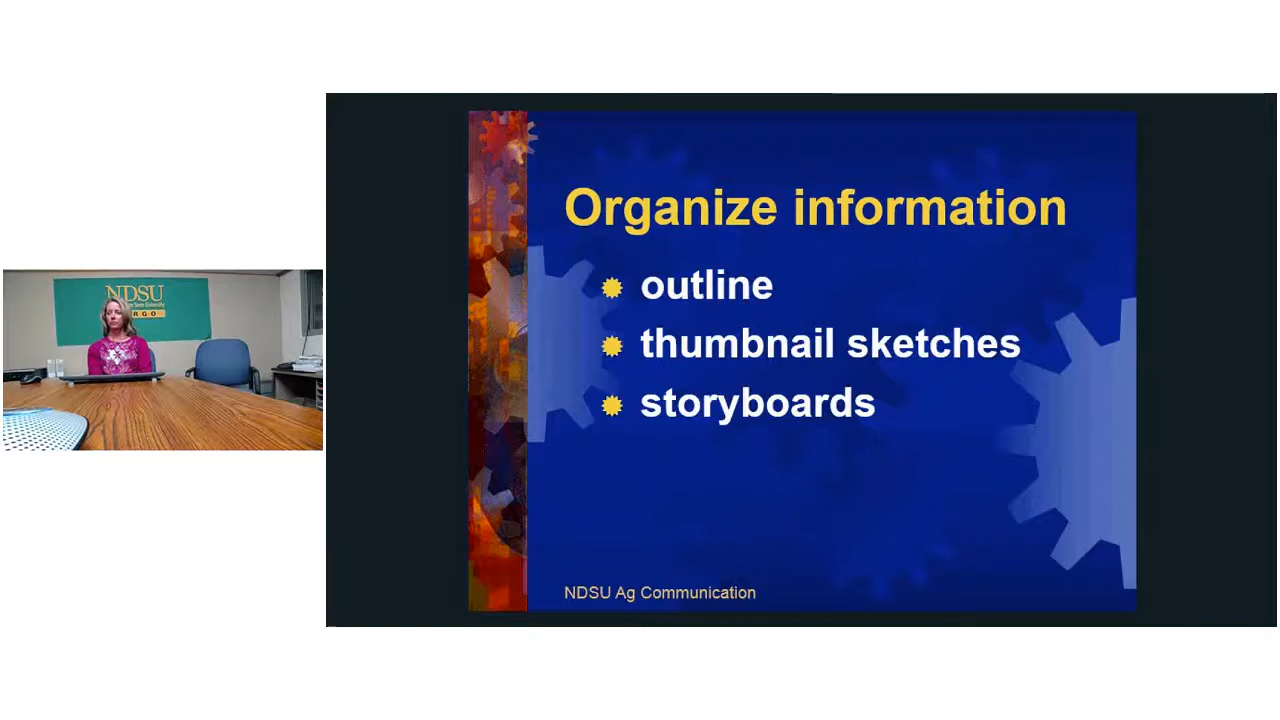 NDSU
Organize information
outline
thumbnail sketches
storyboards
NDSU Ag Communication